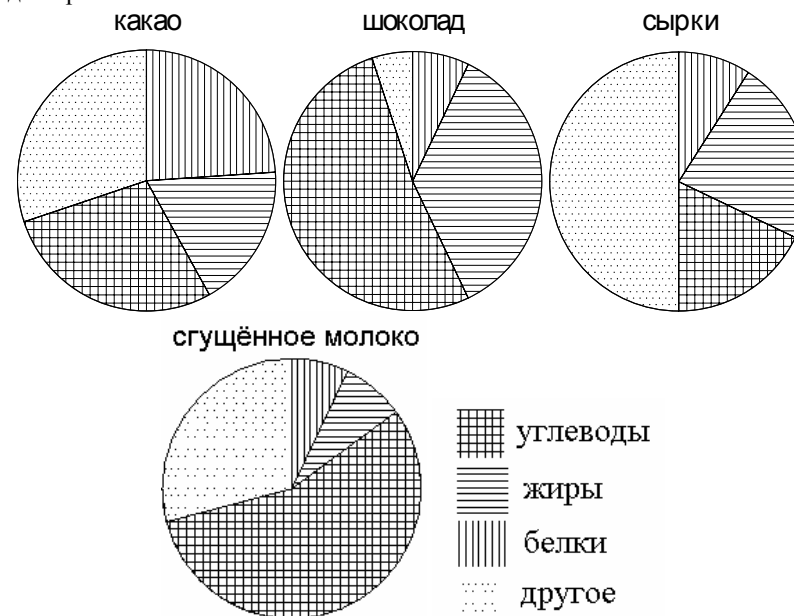 какао
шоколад
сырки
сгущённое молоко
углеводы
жиры
белки
другое